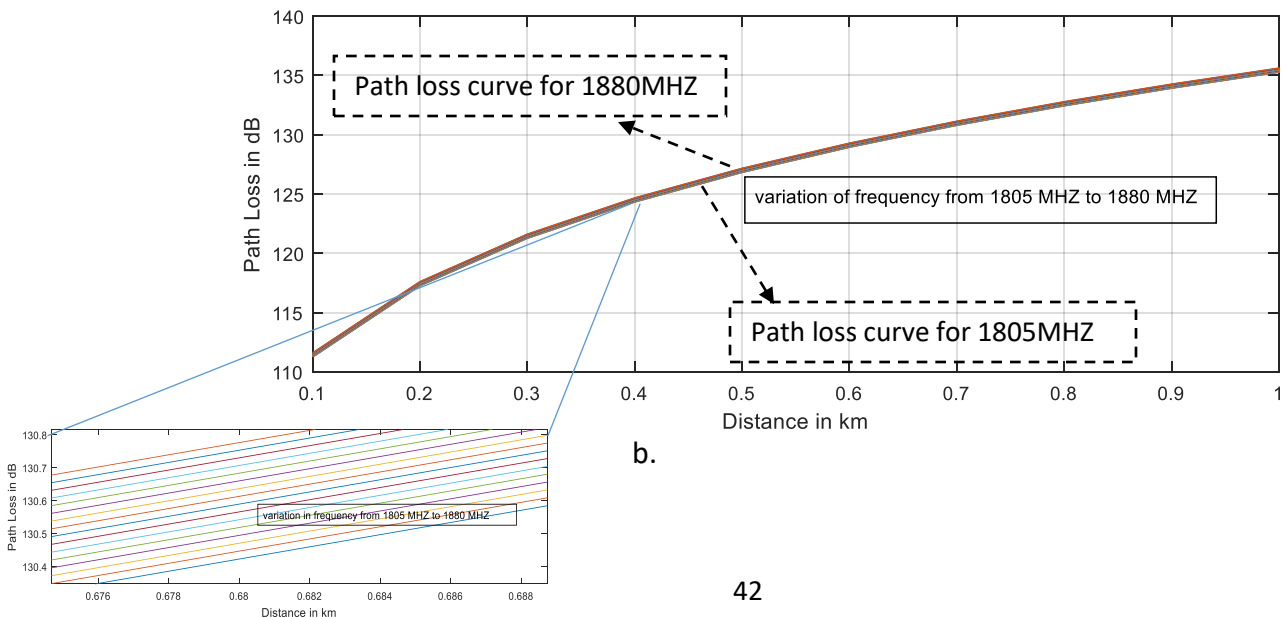 140
135
130
125
120
115
110
Path Loss in dB
Path loss curve for 1880MHZ
variation of frequency from 1805 MHZ to 1880 MHZ
Path loss curve for 1805MHZ
0.1 0.2 0.3 0.4 0.5 0.6 0.7 0.8 0.9 1
Distance in km
b.
130.8
130.7
130.6
130.5
130.4
Path Loss in dB
variation in frequency from 1805 MHZ to 1880 MHZ
0.676 0.678 0.68 0.682 0.684 0.686 0.688
Distance in km
42